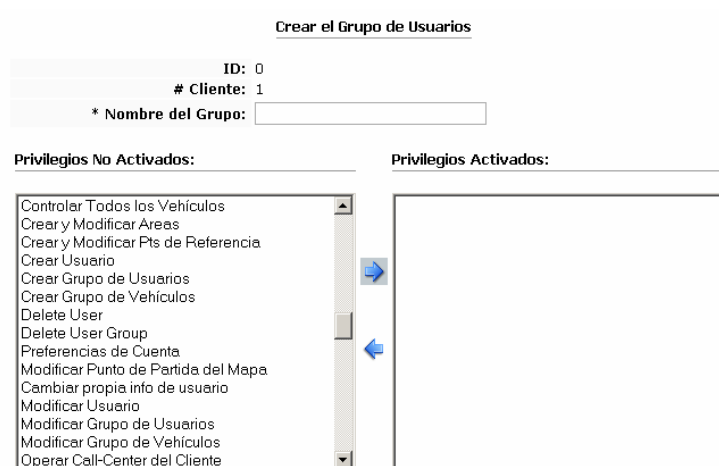 Crear el Grupo de Usuarios
ID: 0
# Cliente: 1
* Nombre del Grupo:
Privilegios No Activados:
Privilegios Activados:
Controlar Todos los Vehículos
Crear y Modificar Areas
Crear y Modificar Pts de Referencia
Crear Usuario
Crear Grupo de Usuarios
Crear Grupo de Vehículos
Delete User
Delete User Group
Preferencias de Cuenta
Modificar Punto de Partida del Mapa
Cambiar propia info de usuario
Modificar Usuario
Modificar Grupo de Usuarios
Modificar Grupo de Vehículos
Operar Call-Center del Cliente